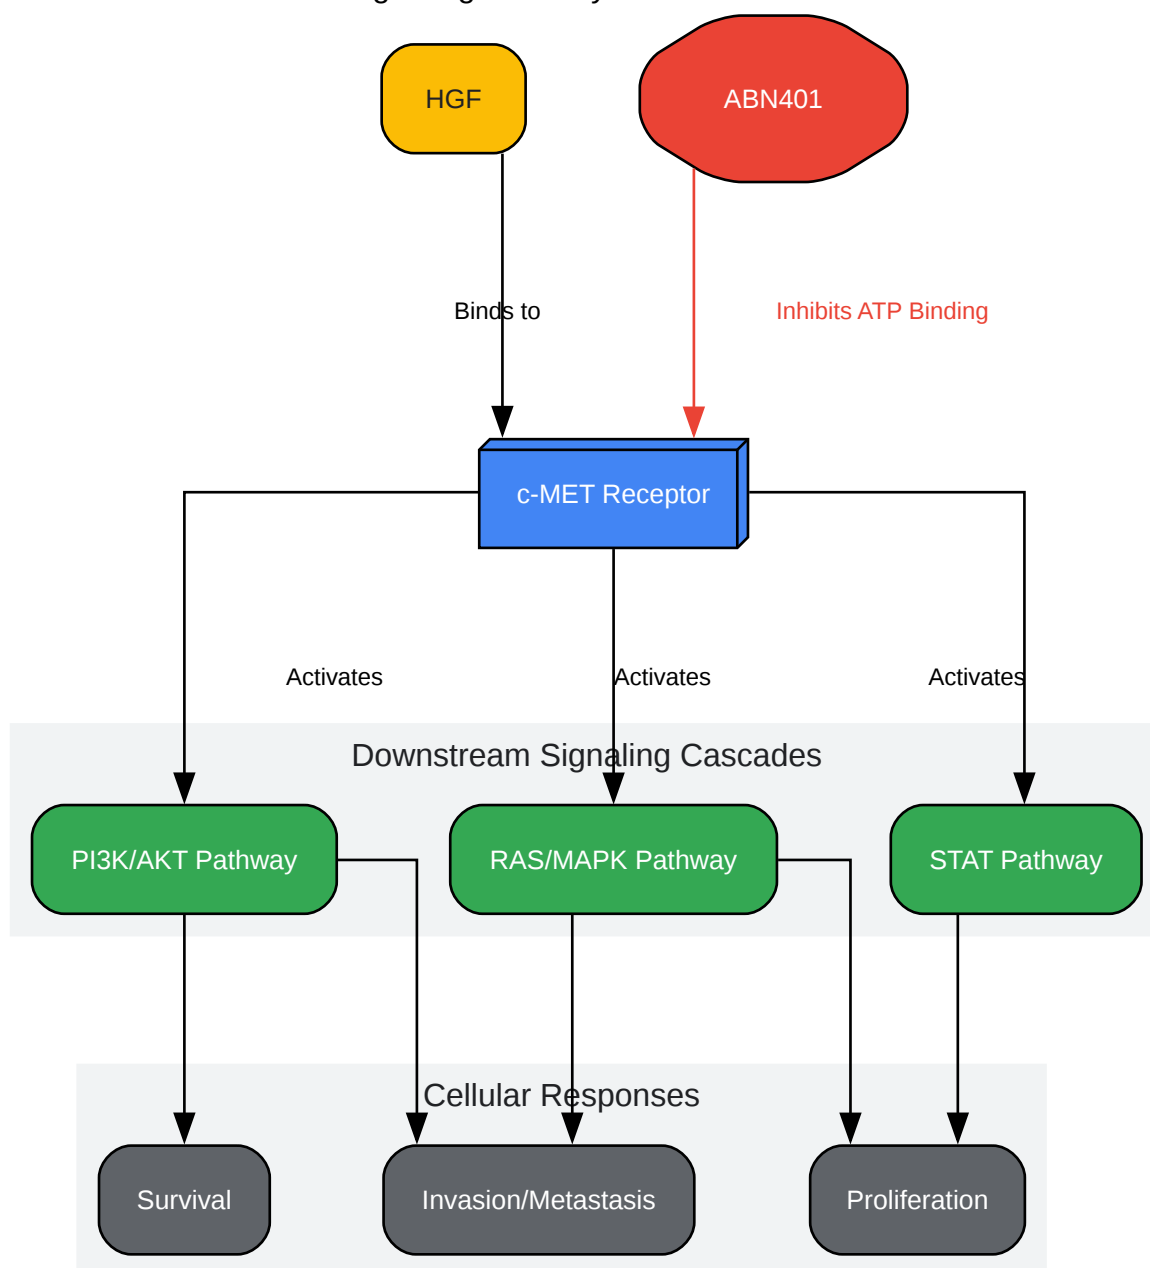 HGF
ABN401
Binds to
Inhibits ATP Binding
c-MET Receptor
Activates
Activates
Activates
Downstream Signaling Cascades
PI3K/AKT Pathway
RAS/MAPK Pathway
STAT Pathway
Cellular Responses
Survival
Invasion/Metastasis
Proliferation